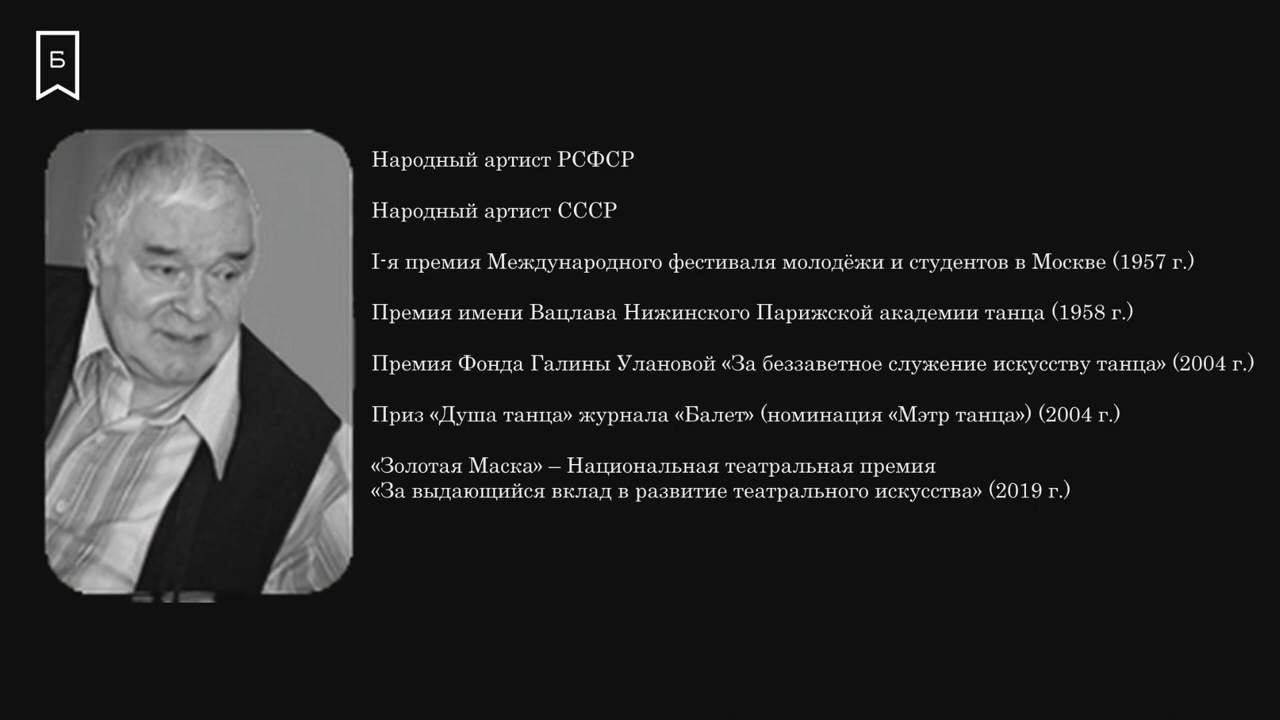 Б
Народный артист РСФСР
Народный артист СССР
I-я премия Международного фестиваля молодёжи и студентов в Москве (1957 г.)
Премия имени Вацлава Нижинского Парижской академии танца (1958 г.)
Премия Фонда Галины Улановой «За беззаветное служение искусству танца» (2004 г.)
Приз «Душа танца» журнала «Балет» (номинация «Мэтр танца») (2004 г.)
«Золотая Маска» – Национальная театральная премия
«За выдающийся вклад в развитие театрального искусства» (2019 г.)